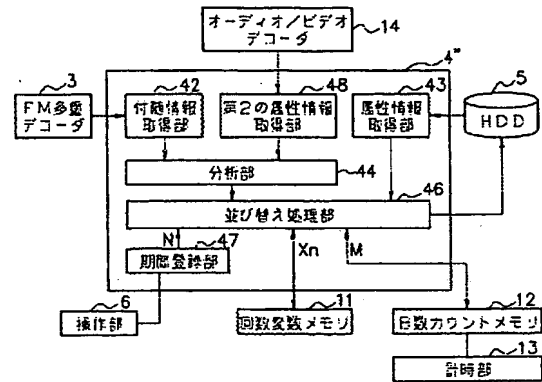 オーディオ/ビデオ
デコーダ
14
4"
3
42
48
43
5
FM多重
デコーダ
付随情報
取得部
第2の属性情報
取得部
属性情報
取得部
HDD
分析部
44
46
並び替え処理部
N
47
Xn
M
期間登録部
6
11
12
操作部
回数変数メモリ
日数カウントメモリ
13
計時部